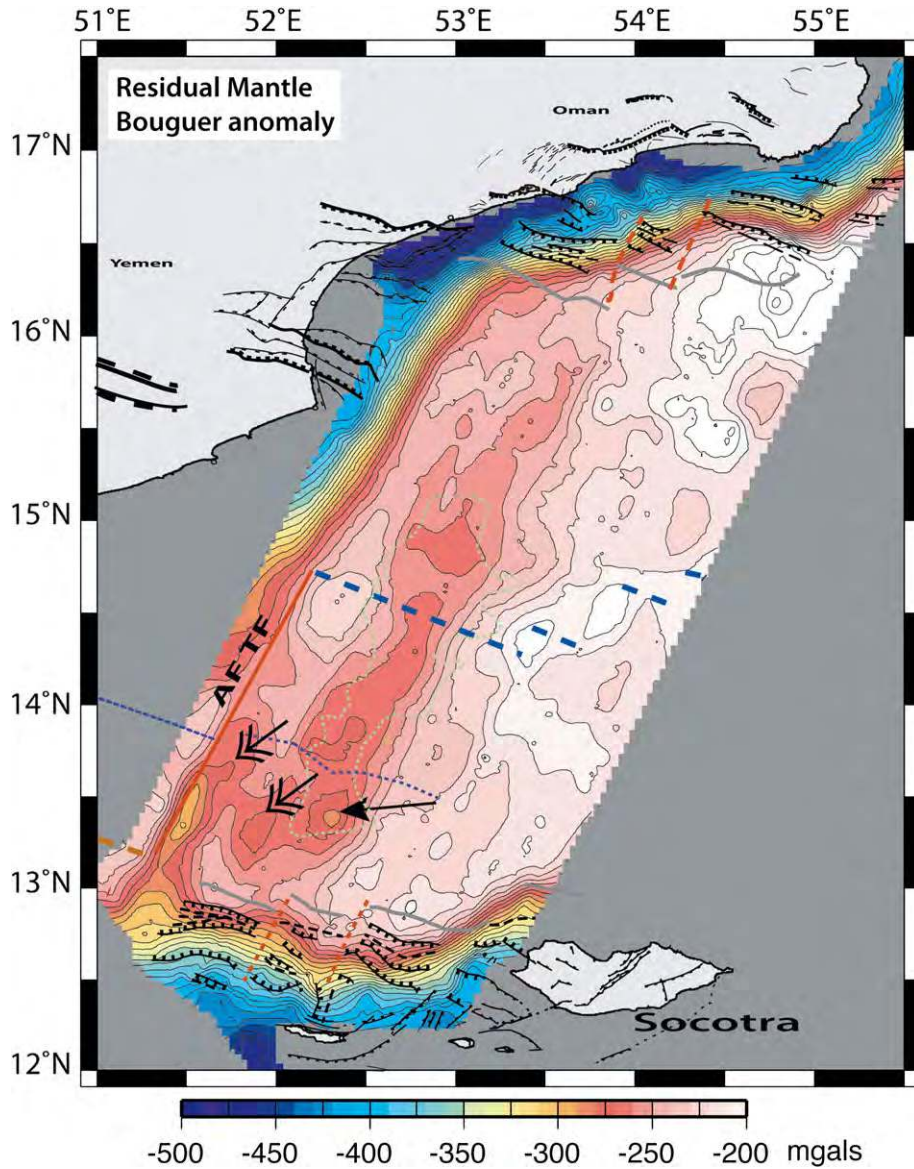 51° 52° 53° 54° 55°
Residual Mantle
Bouguer anomaly
Oman
17°N
Yemen
16°N
15°N
AFTF
14°N
13°N
Socotra
12°N
-500 -450 -400 -350 -300 -250 -200 mgals